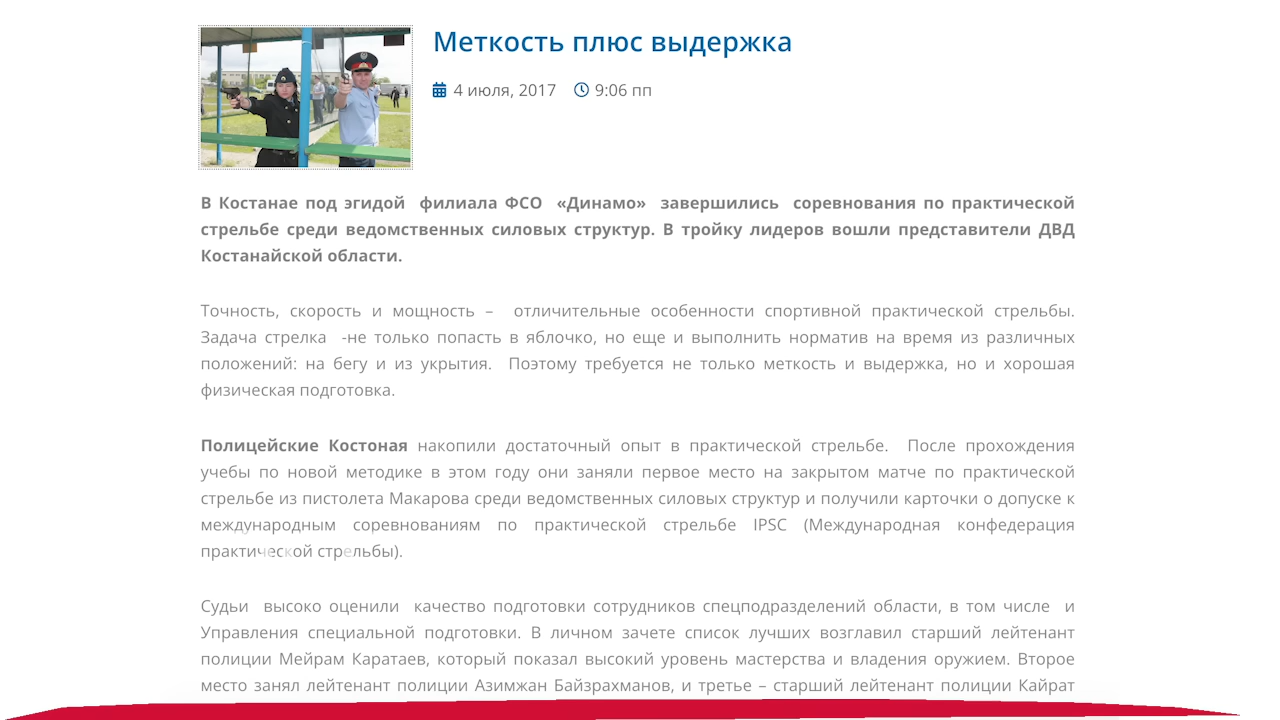 Меткость плюс выдержка
4 июля, 2017 9:06 пп
В Костанае под эгидой филиала ФСО «Динамо» завершились соревнования по практической
стрельбе среди ведомственных силовых структур. В тройку лидеров вошли представители ДВД
Костанайской области.
Точность, скорость и мощность – отличительные особенности спортивной практической стрельбы.
Задача стрелка -не только попасть в яблочко, но еще и выполнить норматив на время из различных
положений: на бегу и из укрытия. Поэтому требуется не только меткость и выдержка, но и хорошая
физическая подготовка.
Полицейские Костоная накопили достаточный опыт в практической стрельбе. После прохождения
учебы по новой методике в этом году они заняли первое место на закрытом матче по практической
стрельбе из пистолета Макарова среди ведомственных силовых структур и получили карточки о допуске к
международным соревнованиям по практической стрельбе IPSC (Международная конфедерация
практической стрельбы).
Судьи высоко оценили качество подготовки сотрудников спецподразделений области, в том числе и
Управления специальной подготовки. В личном зачете список лучших возглавил старший лейтенант
полиции Мейрам Каратаев, который показал высокий уровень мастерства и владения оружием. Второе
место занял лейтенант полиции Азимжан Байзрахманов, и третье – старший лейтенант полиции Кайрат